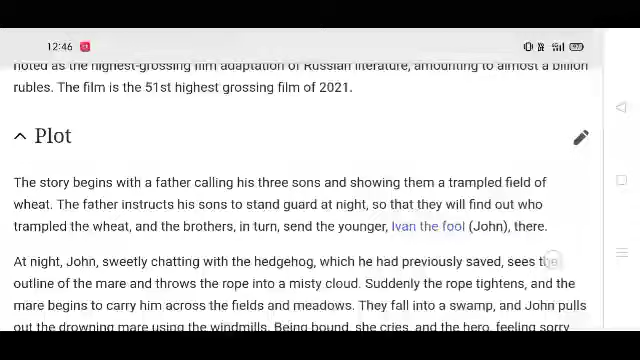 12:46
noted as the highest-grossing film adaptation of Russian literature, amounting to almost a billion
rubles. The film is the 51st highest grossing film of 2021.
Plot
The story begins with a father calling his three sons and showing them a trampled field of
wheat. The father instructs his sons to stand guard at night, so that they will find out who
trampled the wheat, and the brothers, in turn, send the younger, Ivan the fool (John), there.
At night, John, sweetly chatting with the hedgehog, which he had previously saved, sees the
outline of the mare and throws the rope into a misty cloud. Suddenly the rope tightens, and the
mare begins to carry him across the fields and meadows. They fall into a swamp, and John pulls
out the drowning mare using the windmills. Being bound, she cries, and the hero, feeling sorry